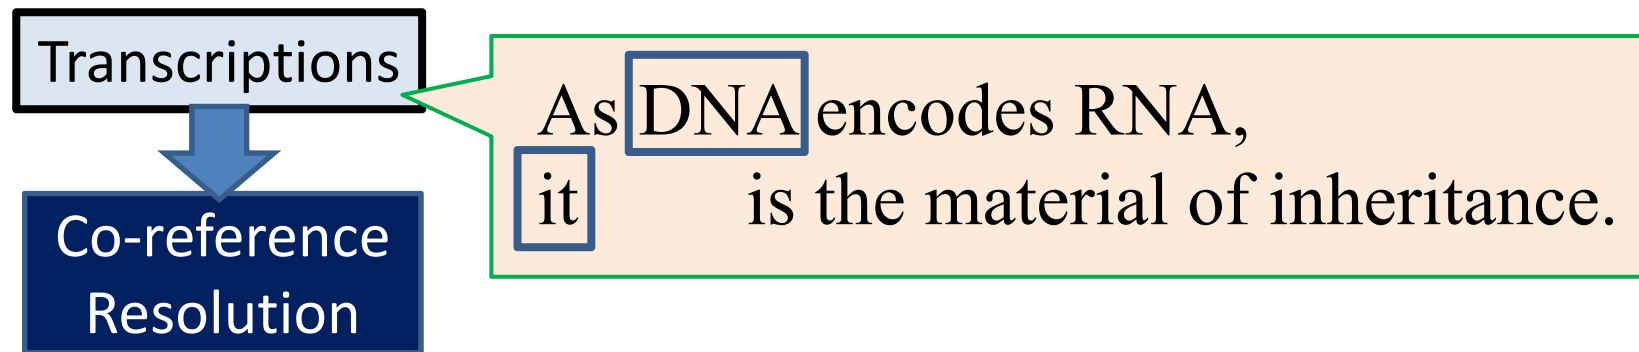 Transcriptions
As DNA encodes RNA,
it is the material of inheritance.
Co-reference
Resolution